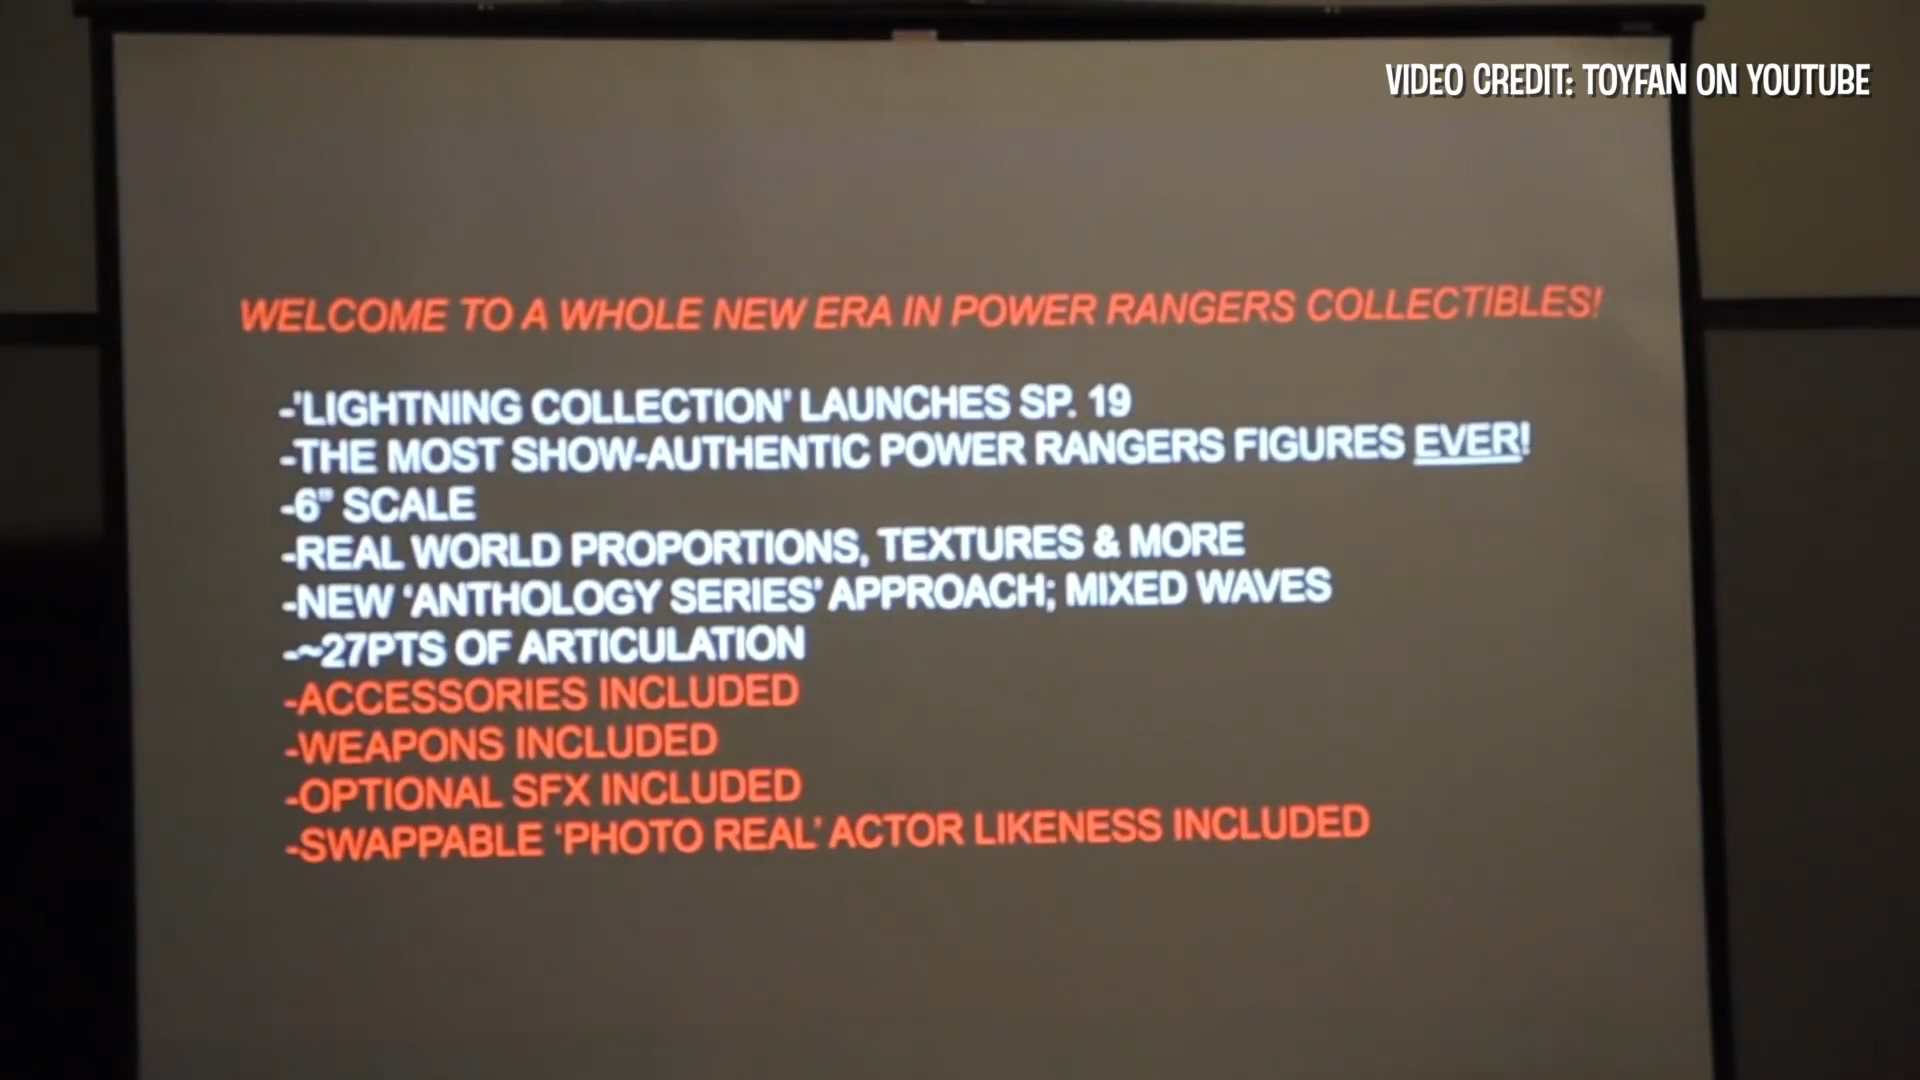 VIDEO CREDIT: TOYFAN ON YOUTUBE
WELCOME TO A WHOLE NEW ERA IN POWER RANGERS COLLECTIBLES!
-'LIGHTNING COLLECTION' LAUNCHES SP. 19
-THE MOST SHOW-AUTHENTIC POWER RANGERS FIGURES EVER!
-6” SCALE
-REAL WORLD PROPORTIONS, TEXTURES & MORE
-NEW ‘ANTHOLOGY SERIES’ APPROACH; MIXED WAVES
-~27PTS OF ARTICULATION
-ACCESSORIES INCLUDED
-WEAPONS INCLUDED
-OPTIONAL SFX INCLUDED
-SWAPPABLE ‘PHOTO REAL’ ACTOR LIKENESS INCLUDED